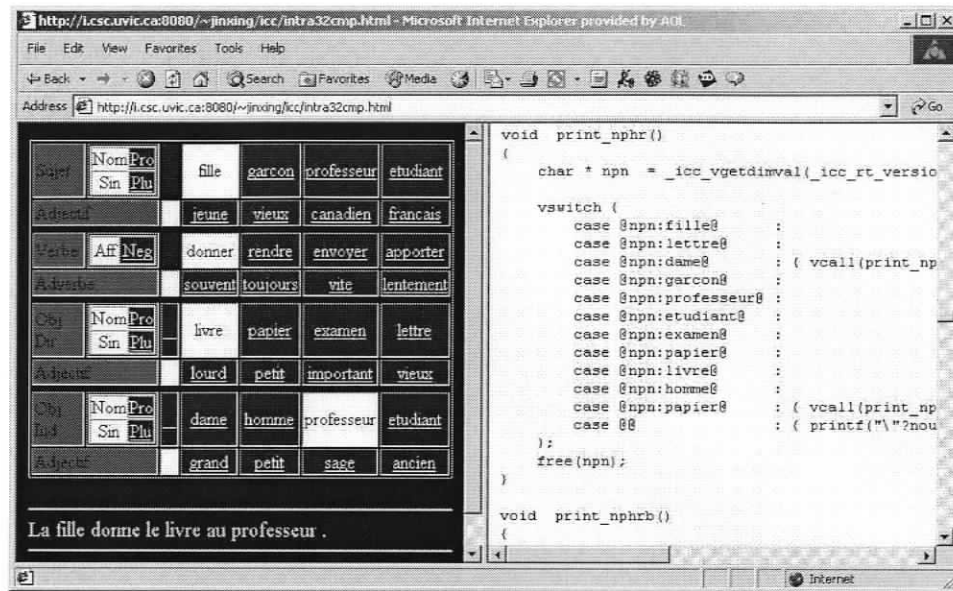 http://i.csc.uvic.ca:8080/~jinxing/icc/intra32cmp.html - Microsoft Internet Explorer provided by AOL
File Edit View Favorites Tools Help
Back Search Favorites Media
Address http://i.csc.uvic.ca:8080/~jinxing/icc/intra32cmp.html Go
Sujet Nom Pro fille garcon professeur etudiant
Sin Plu
Adjectif jeune vieux canadien francais
Verbe Aff Neg donner rendre envoyer apporter
Adverbe souvent toujours vite lentement
Obj Nom Pro livre papier examen lettre
Dir Sin Plu
Adjectif lourd petit important vieux
Obj Nom Pro dame homme professeur etudiant
Ind Sin Plu
Adjectif grand petit sage ancien
La fille donne le livre au professeur .
void print_nphr()
{
char * npn = _icc_vgetdimval(_icc_rt_versio
vswitch {
case @npn:fille@ :
case @npn:lettre@ :
case @npn:dame@ : { vcall(print_np
case @npn:garcon@ :
case @npn:professeur@ :
case @npn:etudiant@ :
case @npn:examen@ :
case @npn:papier@ :
case @npn:livre@ :
case @npn:homme@ :
case @npn:papier@ : { vcall(print_np
case @@ : { printf("\"?nou
};
free(npn);
}
void print_nphrb()
{
Internet